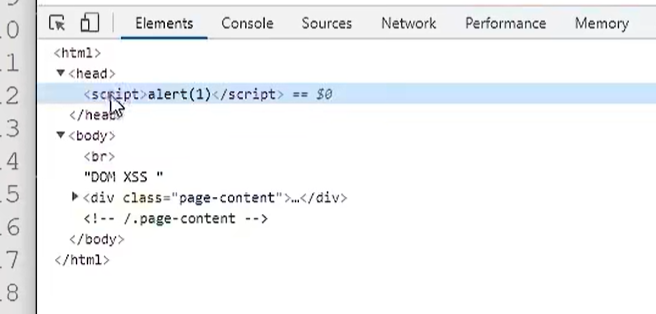 Elements Console Sources Network Performance Memory
<html>
▼<head>
<script>alert(1)</script> == $0
</head>
▼<body>
<br>
"DOM XSS "
▶<div class="page-content">…</div>
<!-- /.page-content -->
</body>
</html>
.0
.1
.2
.3
.4
.5
.6
.7
.8